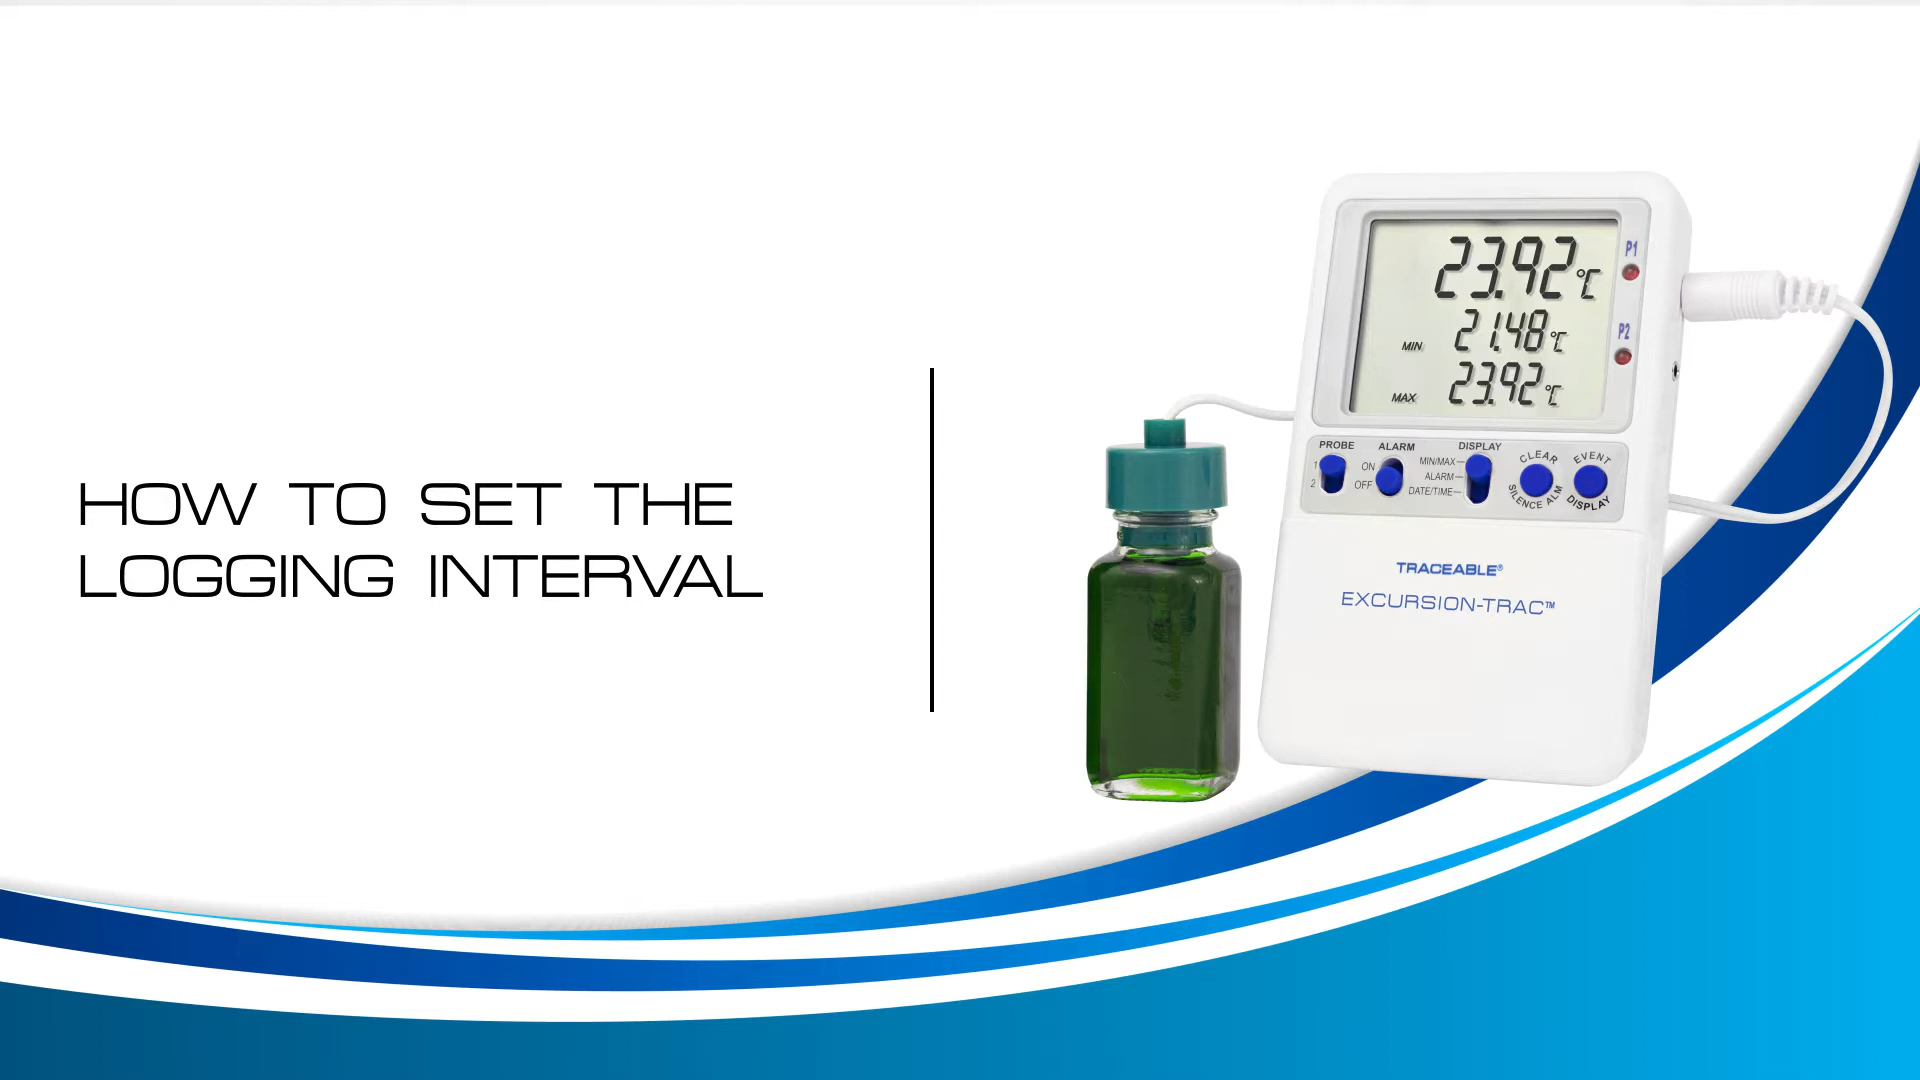 HOW TO SET THE
LOGGING INTERVAL
23.92 °C
P1
MIN 21.48 °C
P2
MAX 23.92 °C
PROBE ALARM DISPLAY CLEAR EVENT
1 ON MIN/MAX
ALARM
2 OFF DATE/TIME
SILENCE ALM DISPLAY
TRACEABLE®
EXCURSION-TRAC™